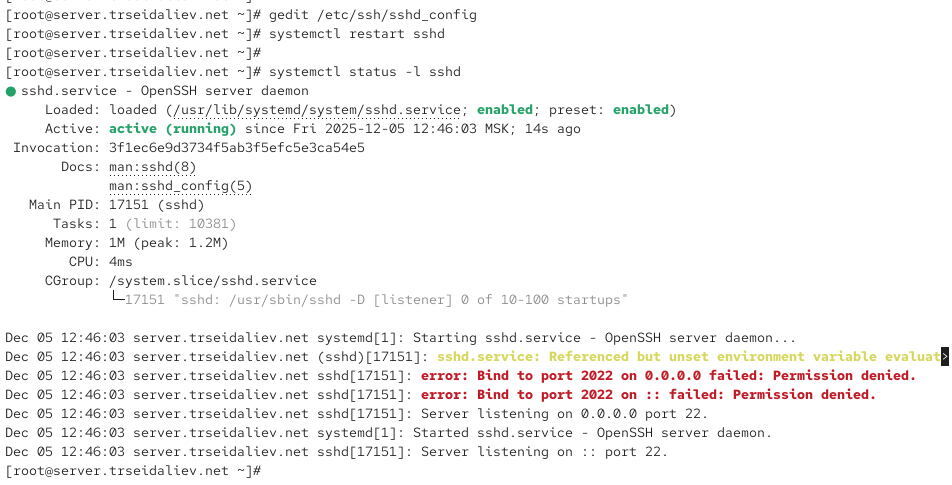 [root@server.trseidaliev.net ~]# gedit /etc/ssh/sshd_config
[root@server.trseidaliev.net ~]# systemctl restart sshd
[root@server.trseidaliev.net ~]#
[root@server.trseidaliev.net ~]# systemctl status -l sshd
● sshd.service - OpenSSH server daemon
     Loaded: loaded (/usr/lib/systemd/system/sshd.service; enabled; preset: enabled)
     Active: active (running) since Fri 2025-12-05 12:46:03 MSK; 14s ago
 Invocation: 3f1ec6e9d3734f5ab3f5efc5e3ca54e5
       Docs: man:sshd(8)
             man:sshd_config(5)
   Main PID: 17151 (sshd)
      Tasks: 1 (limit: 10381)
     Memory: 1M (peak: 1.2M)
        CPU: 4ms
     CGroup: /system.slice/sshd.service
             └─17151 "sshd: /usr/sbin/sshd -D [listener] 0 of 10-100 startups"
Dec 05 12:46:03 server.trseidaliev.net systemd[1]: Starting sshd.service - OpenSSH server daemon...
Dec 05 12:46:03 server.trseidaliev.net (sshd)[17151]: sshd.service: Referenced but unset environment variable evaluat>
Dec 05 12:46:03 server.trseidaliev.net sshd[17151]: error: Bind to port 2022 on 0.0.0.0 failed: Permission denied.
Dec 05 12:46:03 server.trseidaliev.net sshd[17151]: error: Bind to port 2022 on :: failed: Permission denied.
Dec 05 12:46:03 server.trseidaliev.net sshd[17151]: Server listening on 0.0.0.0 port 22.
Dec 05 12:46:03 server.trseidaliev.net systemd[1]: Started sshd.service - OpenSSH server daemon.
Dec 05 12:46:03 server.trseidaliev.net sshd[17151]: Server listening on :: port 22.
[root@server.trseidaliev.net ~]#